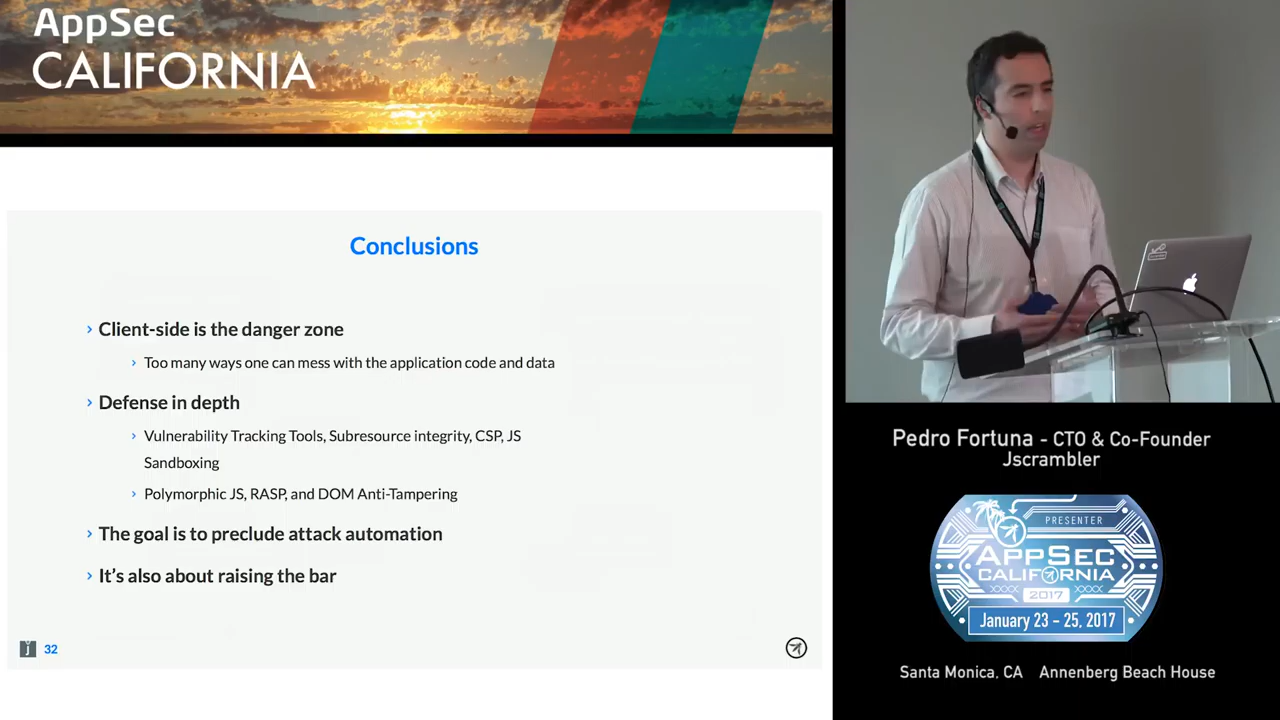 AppSec
CALIFORNIA
Conclusions
› Client-side is the danger zone
› Too many ways one can mess with the application code and data
› Defense in depth
› Vulnerability Tracking Tools, Subresource integrity, CSP, JS
Sandboxing
› Polymorphic JS, RASP, and DOM Anti-Tampering
› The goal is to preclude attack automation
› It's also about raising the bar
j 32
Pedro Fortuna - CTO & Co-Founder
Jscrambler
PRESENTER
APPSEC
CALIFORNIA
2017
January 23 - 25, 2017
Santa Monica, CA Annenberg Beach House